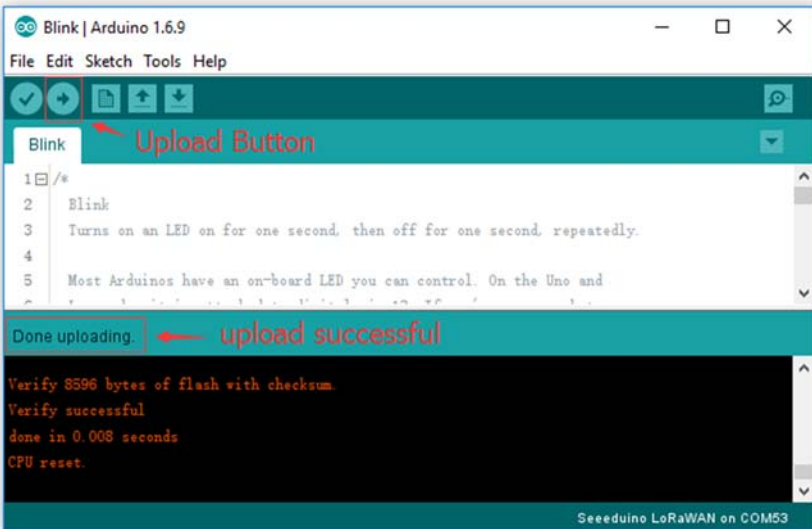 Blink | Arduino 1.6.9
File Edit Sketch Tools Help
Upload Button
Blink
1 /*
2 Blink
3 Turns on an LED on for one second, then off for one second, repeatedly.
4
5 Most Arduinos have an on-board LED you can control. On the Uno and
Done uploading.
upload successful
Verify 8596 bytes of flash with checksum.
Verify successful
done in 0.008 seconds
CPU reset.
Seeeduino LoRaWAN on COM53